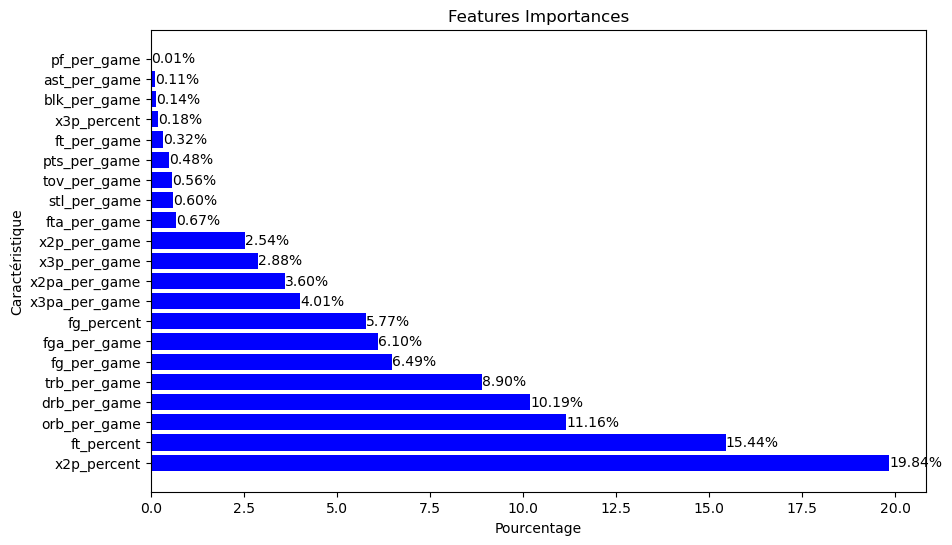 Features Importances
pf_per_game 0.01%
ast_per_game 0.11%
blk_per_game 0.14%
x3p_percent 0.18%
ft_per_game 0.32%
pts_per_game 0.48%
tov_per_game 0.56%
stl_per_game 0.60%
fta_per_game 0.67%
x2p_per_game 2.54%
x3p_per_game 2.88%
x2pa_per_game 3.60%
x3pa_per_game 4.01%
fg_percent 5.77%
fga_per_game 6.10%
fg_per_game 6.49%
trb_per_game 8.90%
drb_per_game 10.19%
orb_per_game 11.16%
ft_percent 15.44%
x2p_percent 19.84%
Caractéristique
0.0 2.5 5.0 7.5 10.0 12.5 15.0 17.5 20.0
Pourcentage